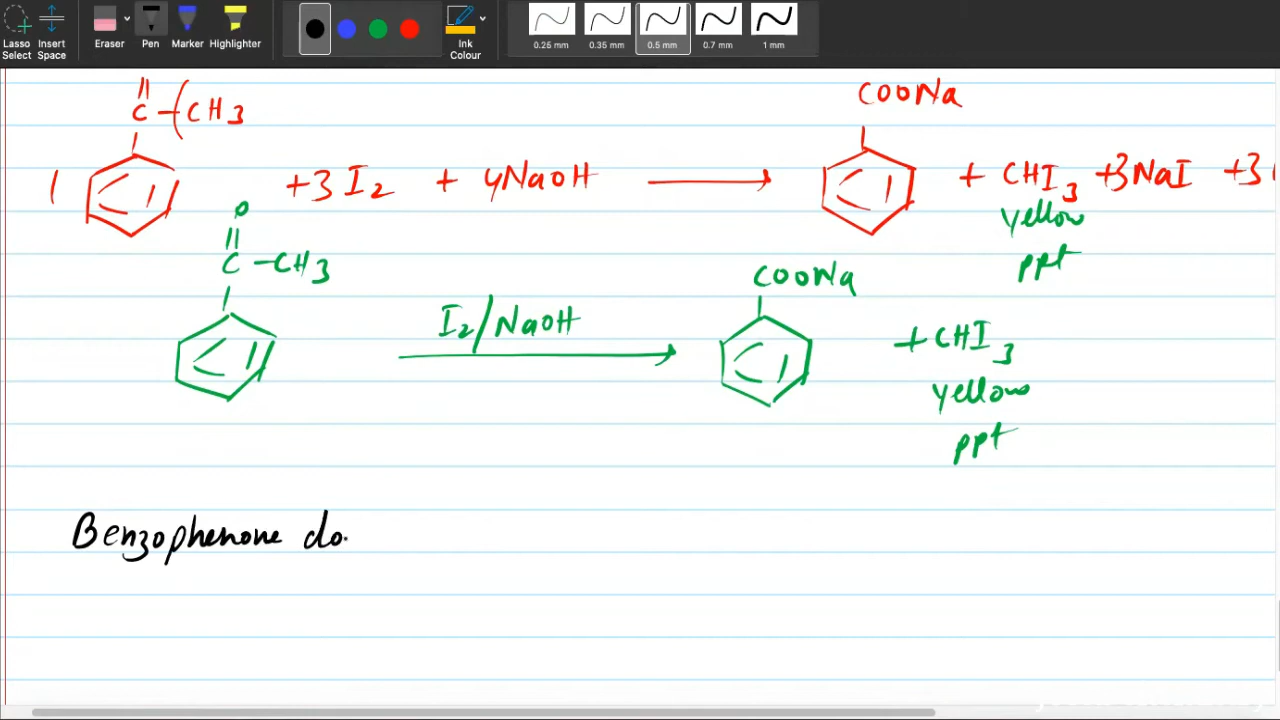 Lasso Select
Insert Space
Eraser
Pen
Marker
Highlighter
Ink Colour
0.25 mm
0.35 mm
0.5 mm
0.7 mm
1 mm
C-(CH3
COONa
1 +3I2 + 4NaOH → + CHI3 +3NaI +3
yellow
ppt
O
C-CH3
I2/NaOH
COONa
+CHI3
yellow
ppt
Benzophenone do